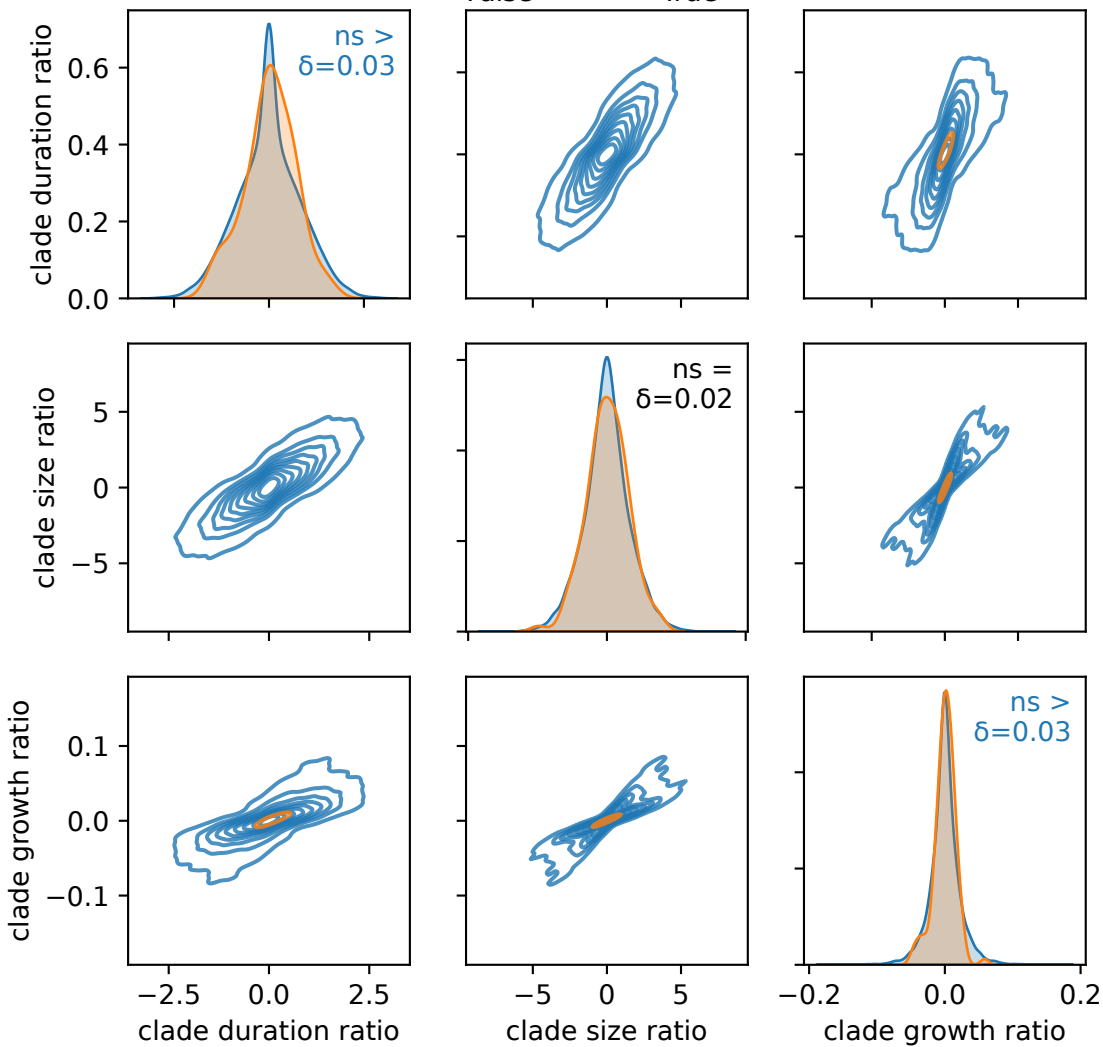 clade duration ratio
0.6
0.4
0.2
0.0
ns >
δ=0.03
clade size ratio
5
0
−5
−5
0
5
ns =
δ=0.02
clade growth ratio
0.1
0.0
−0.1
ns >
δ=0.03
−2.5
0.0
2.5
−5
0
5
−0.2
0.0
0.2
clade duration ratio
clade size ratio
clade growth ratio